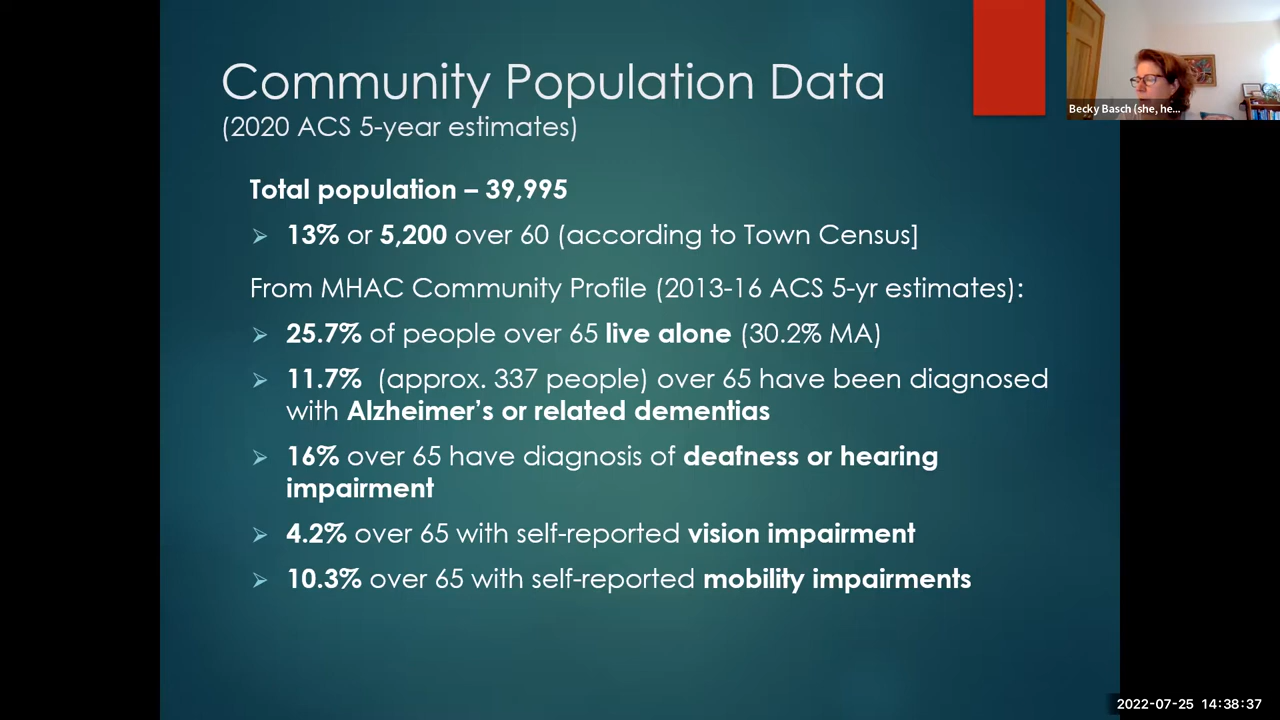 Community Population Data
(2020 ACS 5-year estimates)
Becky Basch (she, he...
Total population – 39,995
➢ 13% or 5,200 over 60 (according to Town Census]
From MHAC Community Profile (2013-16 ACS 5-yr estimates):
➢ 25.7% of people over 65 live alone (30.2% MA)
➢ 11.7% (approx. 337 people) over 65 have been diagnosed
with Alzheimer's or related dementias
➢ 16% over 65 have diagnosis of deafness or hearing
impairment
➢ 4.2% over 65 with self-reported vision impairment
➢ 10.3% over 65 with self-reported mobility impairments
2022-07-25 14:38:37